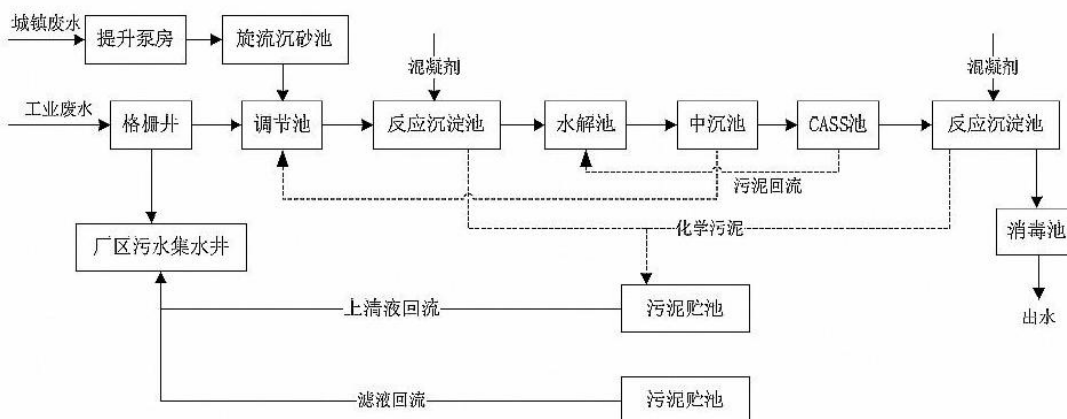 城镇废水
提升泵房
旋流沉砂池
混凝剂
混凝剂
工业废水
格栅井
调节池
反应沉淀池
水解池
中沉池
CASS池
反应沉淀池
污泥回流
化学污泥
厂区污水集水井
消毒池
上清液回流
污泥贮池
出水
滤液回流
污泥贮池